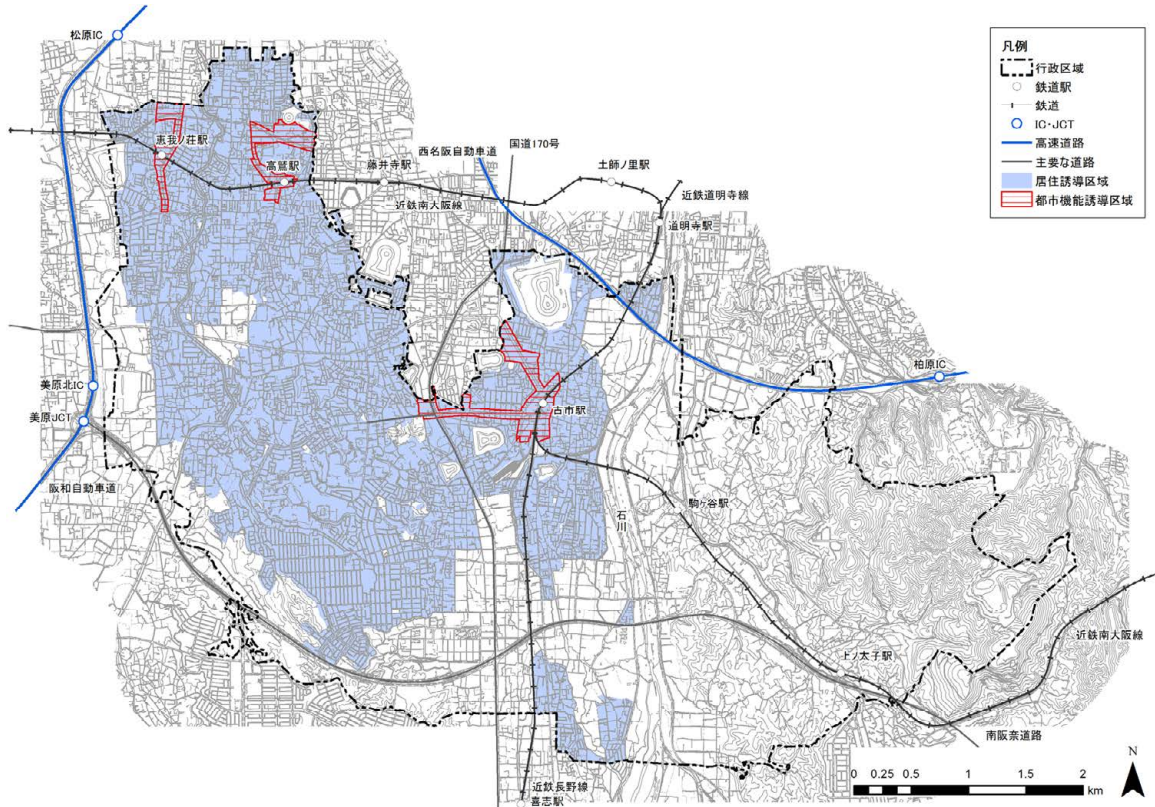 松原IC
凡例
行政区域
鉄道駅
鉄道
IC・JCT
高速道路
主要な道路
居住誘導区域
都市機能誘導区域
恵我ノ荘駅
高鷲駅
藤井寺駅
西名阪自動車道
国道170号
土師ノ里駅
近鉄南大阪線
近鉄道明寺線
道明寺駅
柏原IC
美原北IC
美原JCT
古市駅
阪和自動車道
石川
駒ヶ谷駅
上ノ太子駅
近鉄南大阪線
南阪奈道路
近鉄長野線
喜志駅
N
0 0.25 0.5 1 1.5 2
km